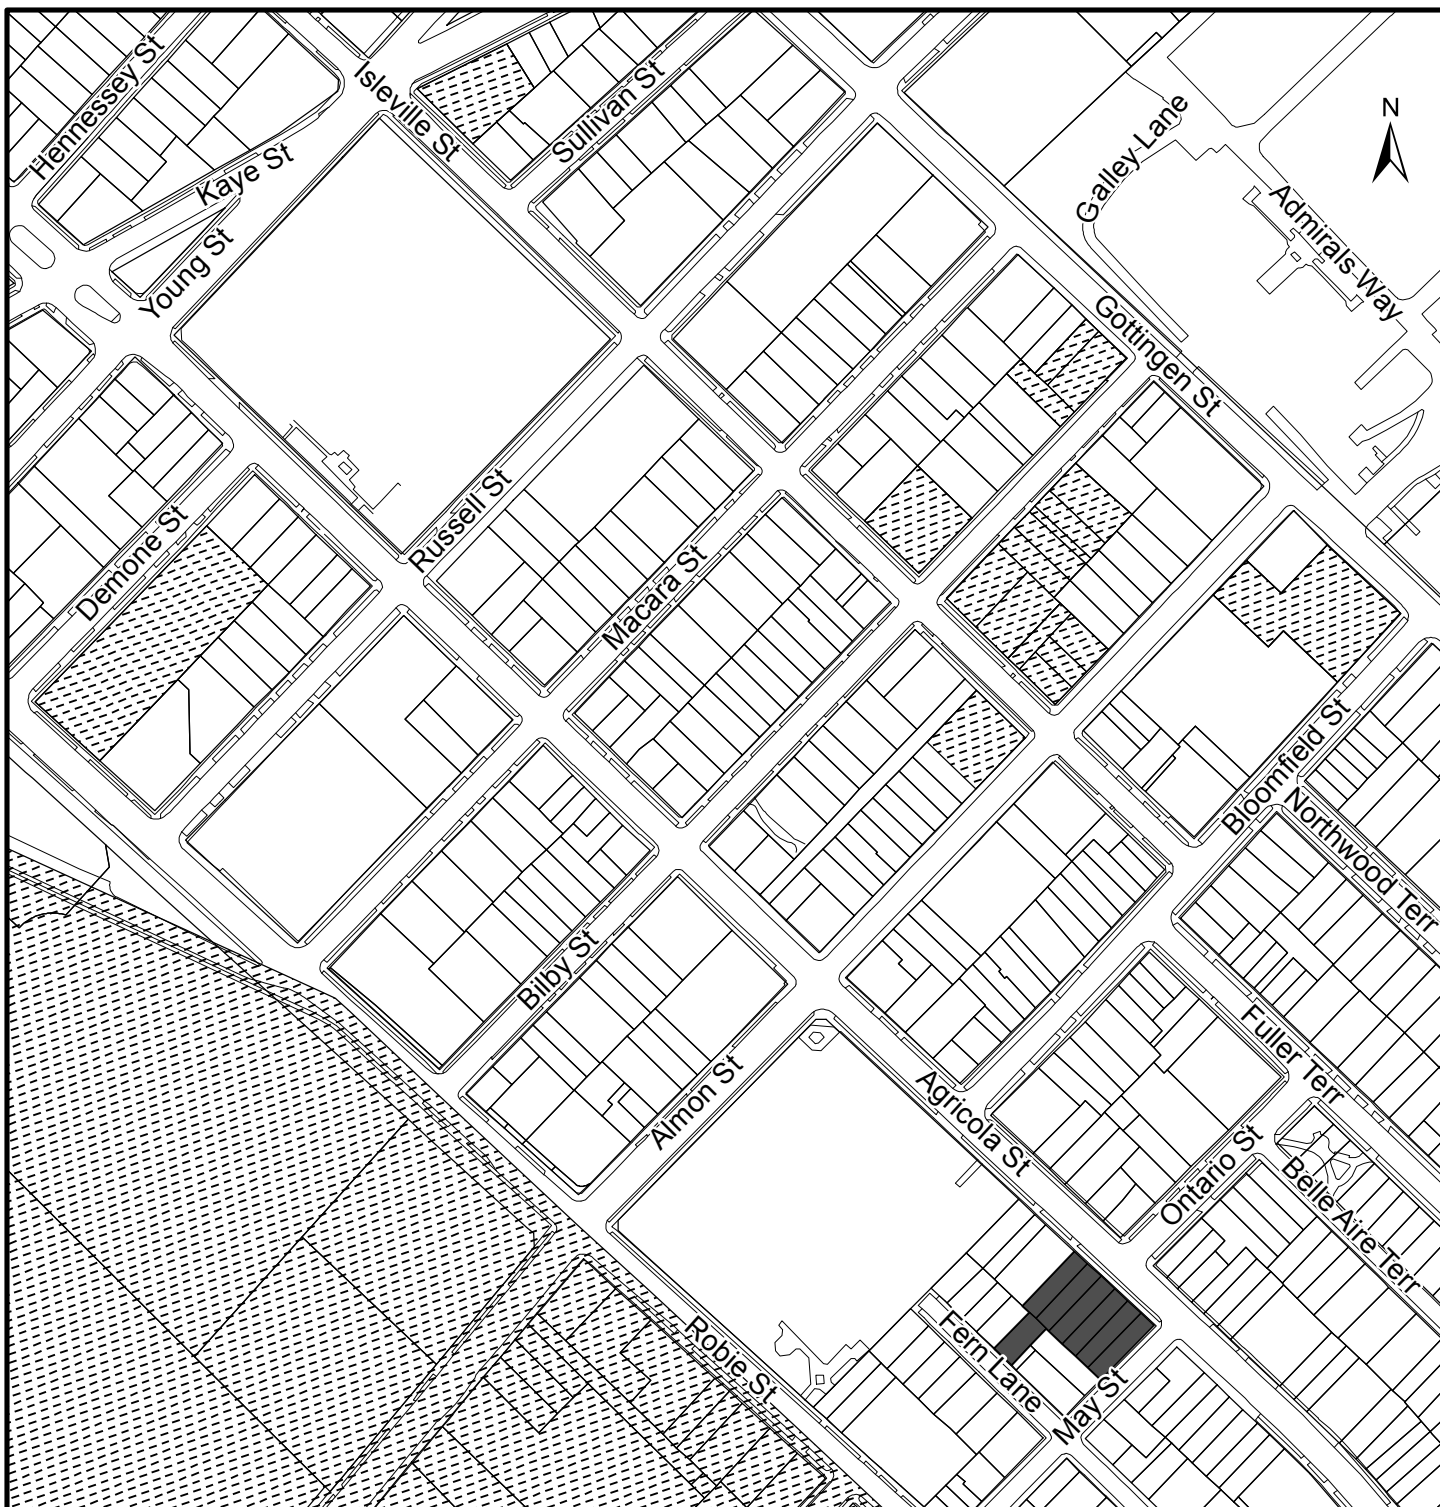 Hennessey St
Isleville St
Sullivan St
Kaye St
Young St
Galley Lane
N
Admirals Way
Gottingen St
Russell St
Demone St
Macara St
Bloomfield St
Northwood Terr
Bilby St
Almon St
Agricola St
Fuller Terr
Ontario St
Belle Aire Terr
Robie St
Fern Lane
May St